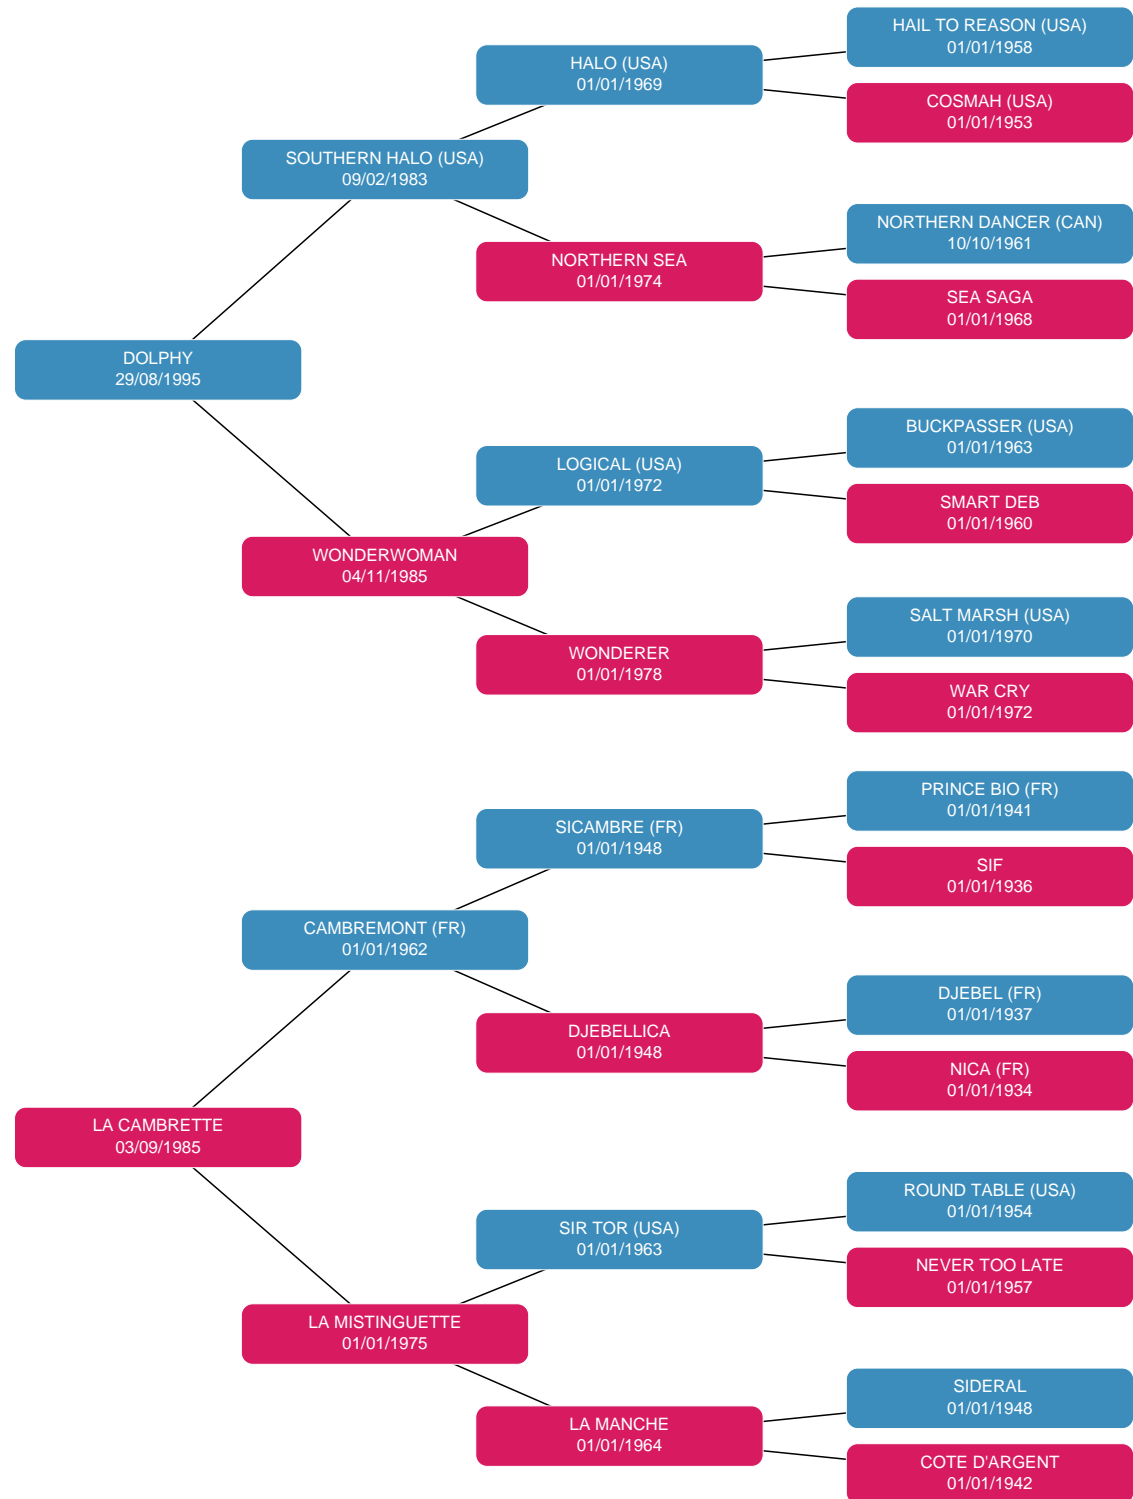 HAIL TO REASON (USA)
01/01/1958
HALO (USA)
01/01/1969
COSMAH (USA)
01/01/1953
SOUTHERN HALO (USA)
09/02/1983
NORTHERN DANCER (CAN)
10/10/1961
NORTHERN SEA
01/01/1974
SEA SAGA
01/01/1968
DOLPHY
29/08/1995
BUCKPASSER (USA)
01/01/1963
LOGICAL (USA)
01/01/1972
SMART DEB
01/01/1960
WONDERWOMAN
04/11/1985
SALT MARSH (USA)
01/01/1970
WONDERER
01/01/1978
WAR CRY
01/01/1972
PRINCE BIO (FR)
01/01/1941
SICAMBRE (FR)
01/01/1948
SIF
01/01/1936
CAMBREMONT (FR)
01/01/1962
DJEBEL (FR)
01/01/1937
DJEBELLICA
01/01/1948
NICA (FR)
01/01/1934
LA CAMBRETTE
03/09/1985
ROUND TABLE (USA)
01/01/1954
SIR TOR (USA)
01/01/1963
NEVER TOO LATE
01/01/1957
LA MISTINGUETTE
01/01/1975
SIDERAL
01/01/1948
LA MANCHE
01/01/1964
COTE D'ARGENT
01/01/1942